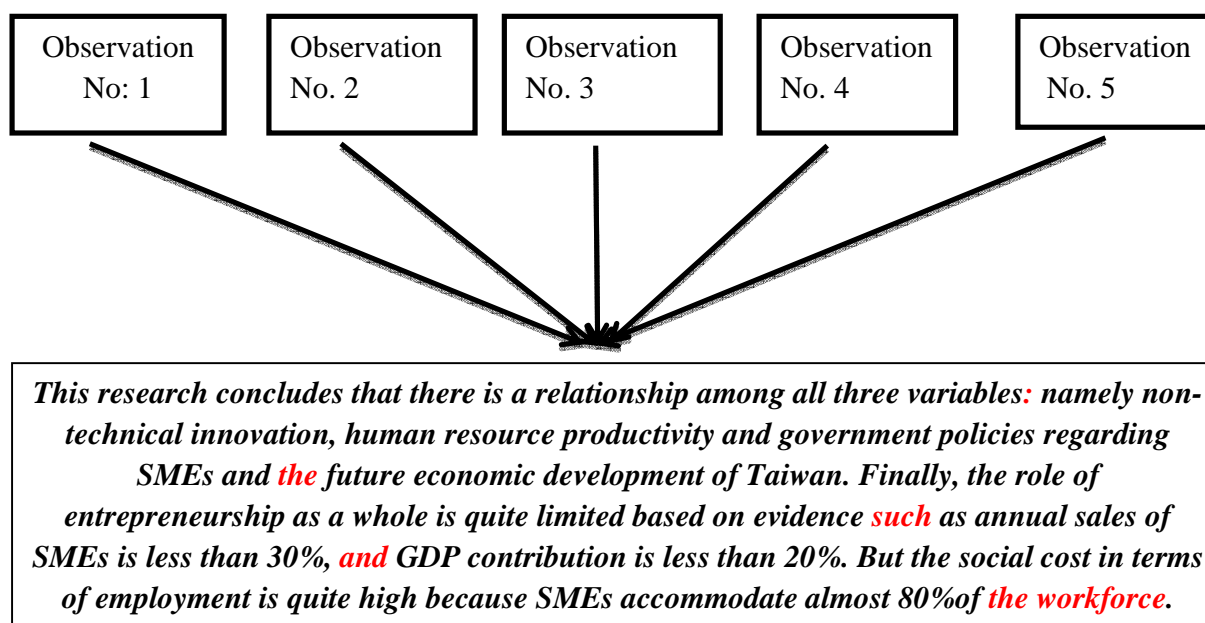 Observation
No: 1
Observation
No. 2
Observation
No. 3
Observation
No. 4
Observation
No. 5
This research concludes that there is a relationship among all three variables: namely non-
technical innovation, human resource productivity and government policies regarding
SMEs and the future economic development of Taiwan. Finally, the role of
entrepreneurship as a whole is quite limited based on evidence such as annual sales of
SMEs is less than 30%, and GDP contribution is less than 20%. But the social cost in terms
of employment is quite high because SMEs accommodate almost 80%of the workforce.